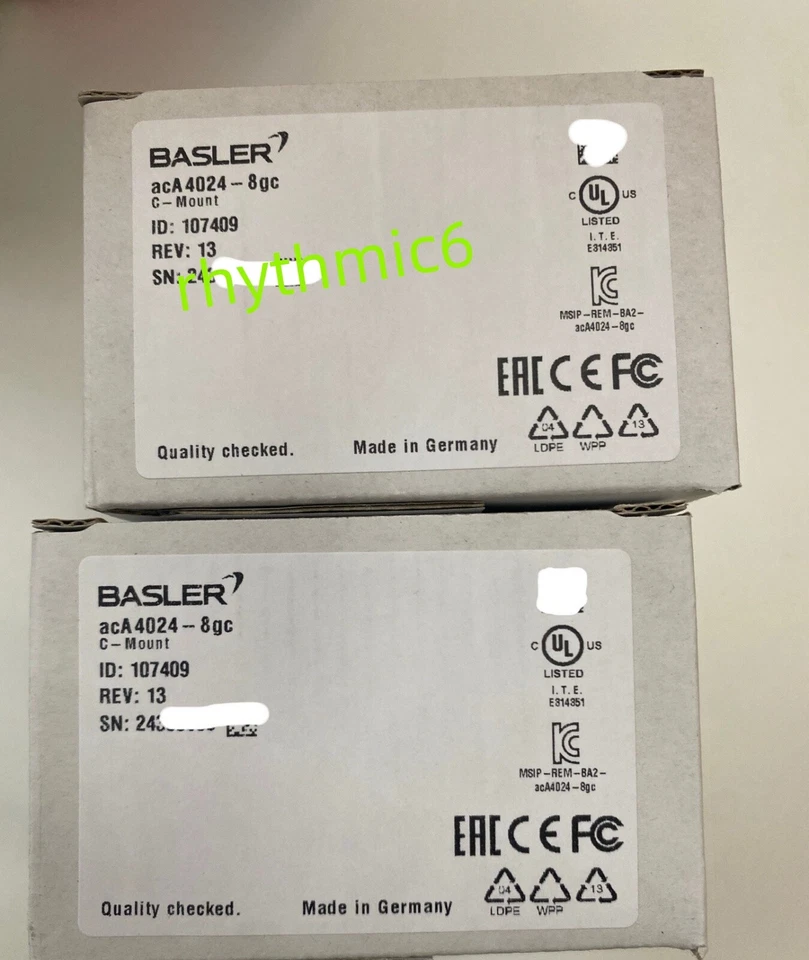 BASLER
acA4024-8gc
C-Mount
ID: 107409
REV: 13
SN: 24
rhythmic6
C UL US
LISTED
I.T.E.
E314351
MSIP-REM-BA2-
acA4024-8gc
EAC CE FC
04 13
LDPE WPP
Quality checked. Made in Germany
BASLER
acA4024-8gc
C-Mount
ID: 107409
REV: 13
SN: 243
C UL US
LISTED
I.T.E.
E314351
MSIP-REM-BA2-
acA4024-8gc
EAC CE FC
04 13
LDPE WPP
Quality checked. Made in Germany